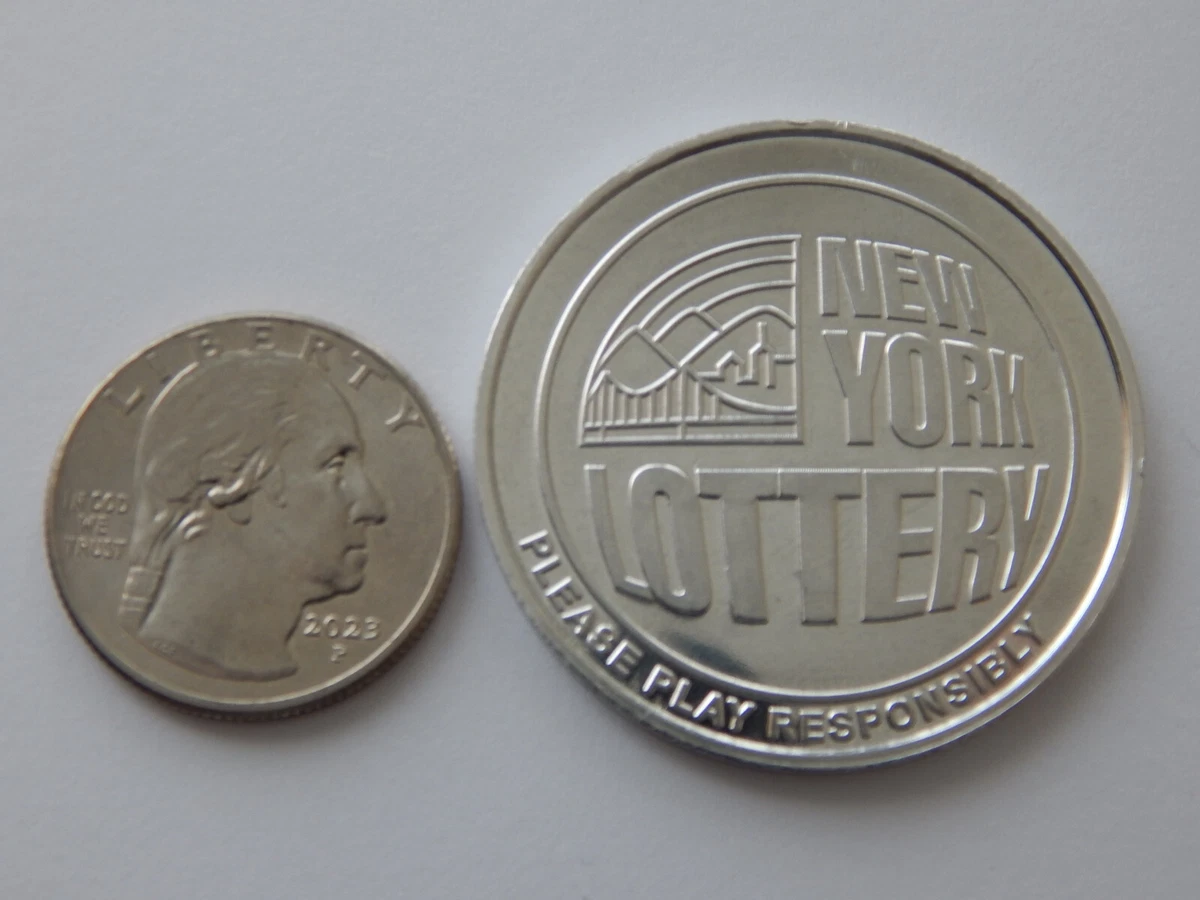 LIBERTY
IN GOD
WE
TRUST
2023
P
NEW
YORK
LOTTERY
PLEASE PLAY RESPONSIBLY